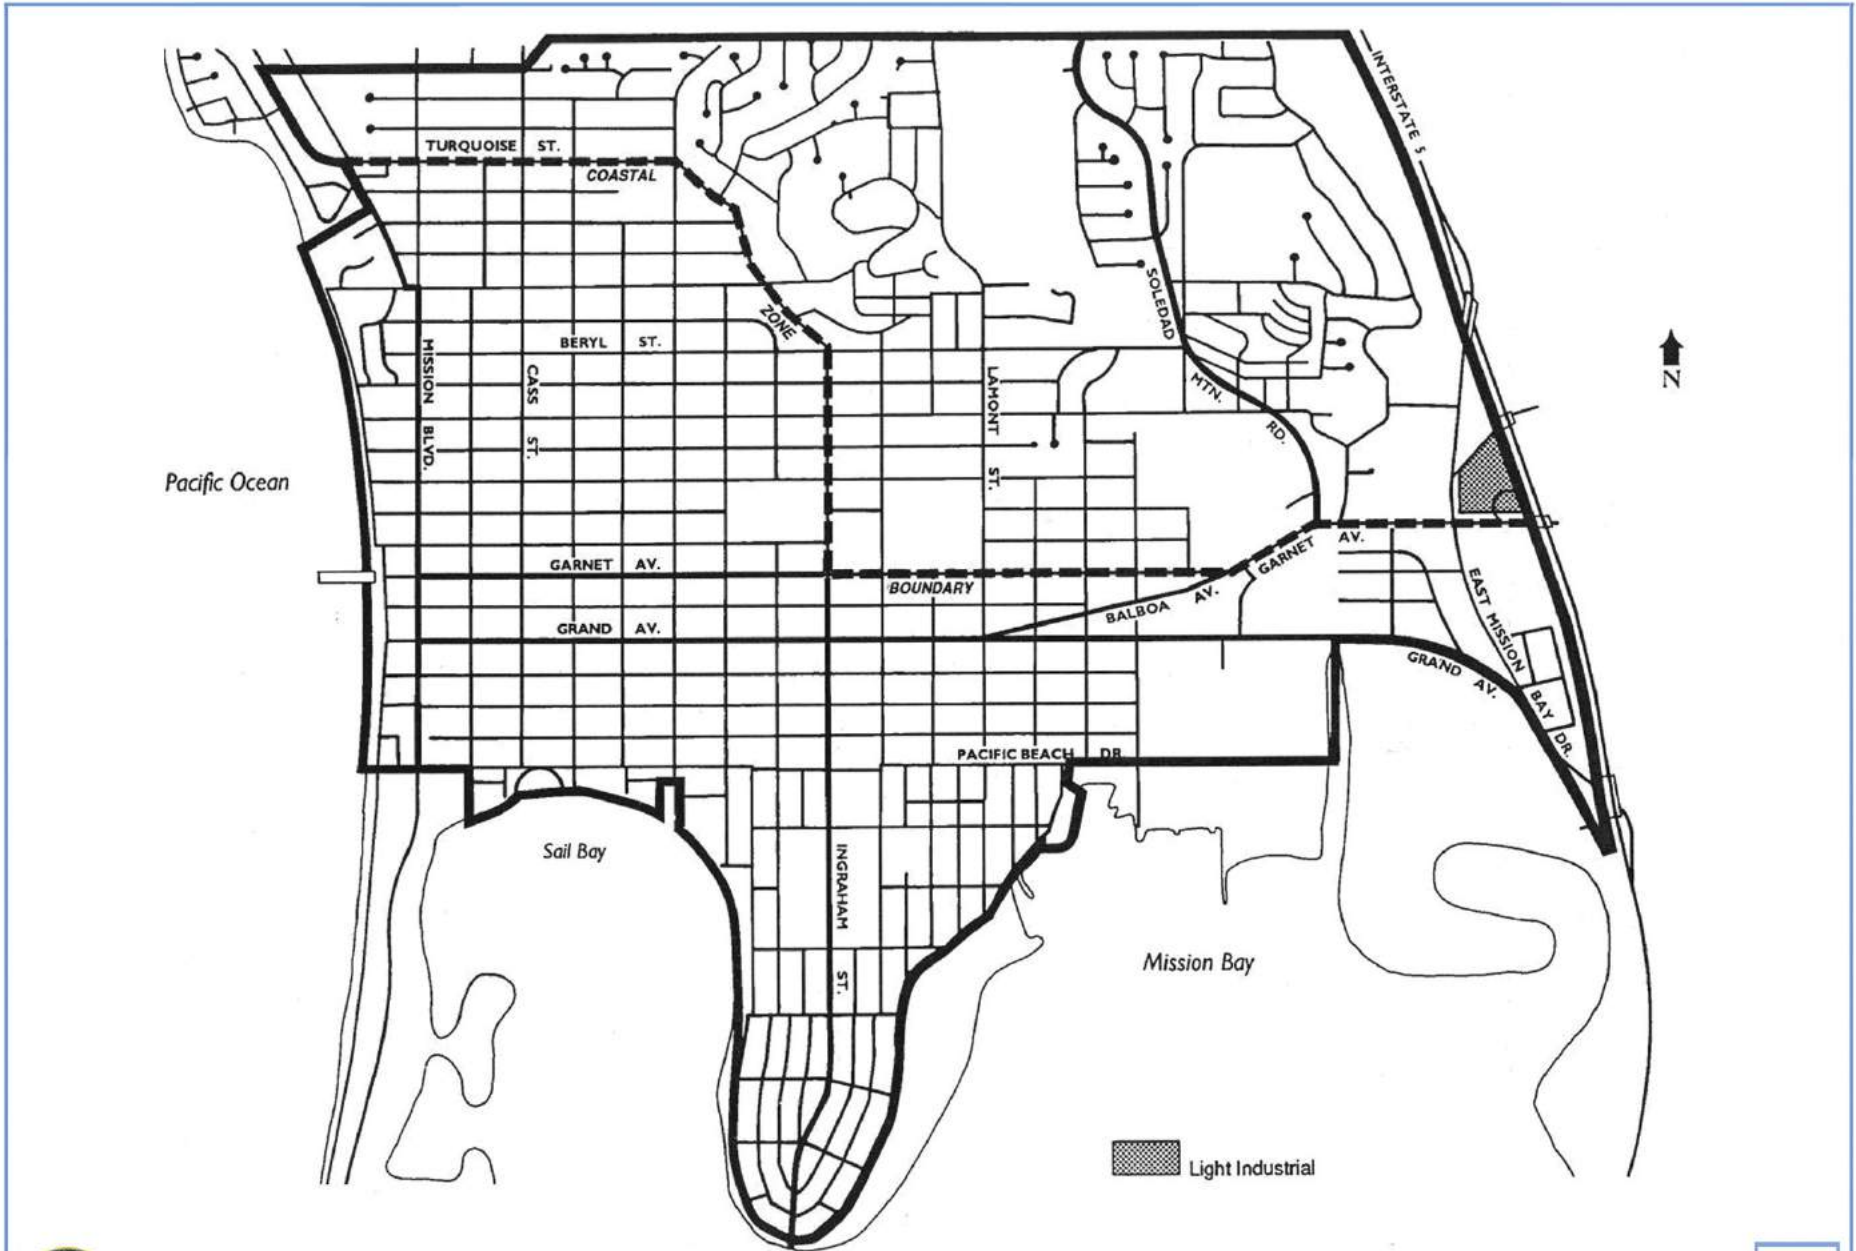 INTERSTATE 5
TURQUOISE ST.
COASTAL
ZONE
SOLEDAD
MTN.
RD.
BERYL ST.
MISSION BLVD.
CASS ST.
LAMONT ST.
N
Pacific Ocean
GARNET AV.
GARNET AV.
BOUNDARY
BALBOA AV.
GRAND AV.
EAST MISSION
BAY
DR.
GRAND AV.
PACIFIC BEACH DR.
Sail Bay
INGRAHAM ST.
Mission Bay
Light Industrial